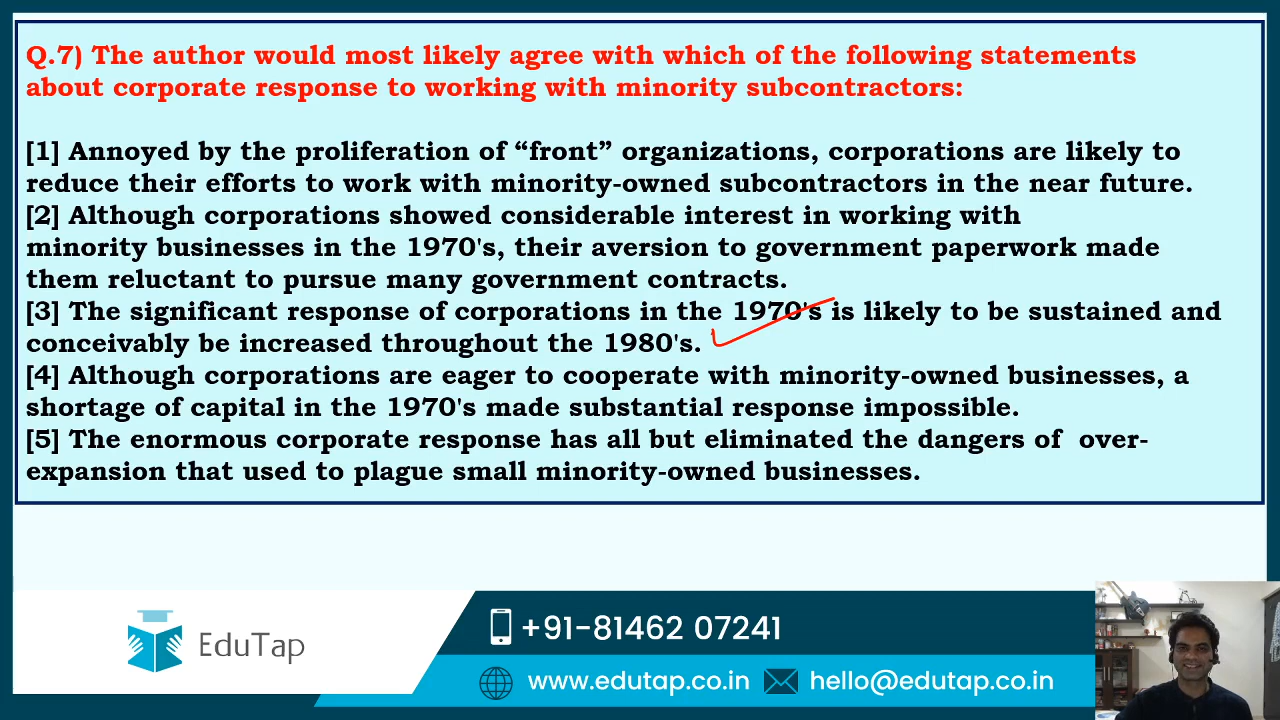 Q.7) The author would most likely agree with which of the following statements
about corporate response to working with minority subcontractors:
[1] Annoyed by the proliferation of “front” organizations, corporations are likely to
reduce their efforts to work with minority-owned subcontractors in the near future.
[2] Although corporations showed considerable interest in working with
minority businesses in the 1970's, their aversion to government paperwork made
them reluctant to pursue many government contracts.
[3] The significant response of corporations in the 1970's is likely to be sustained and
conceivably be increased throughout the 1980's.
[4] Although corporations are eager to cooperate with minority-owned businesses, a
shortage of capital in the 1970's made substantial response impossible.
[5] The enormous corporate response has all but eliminated the dangers of over-
expansion that used to plague small minority-owned businesses.
EduTap
+91-81462 07241
www.edutap.co.in
hello@edutap.co.in